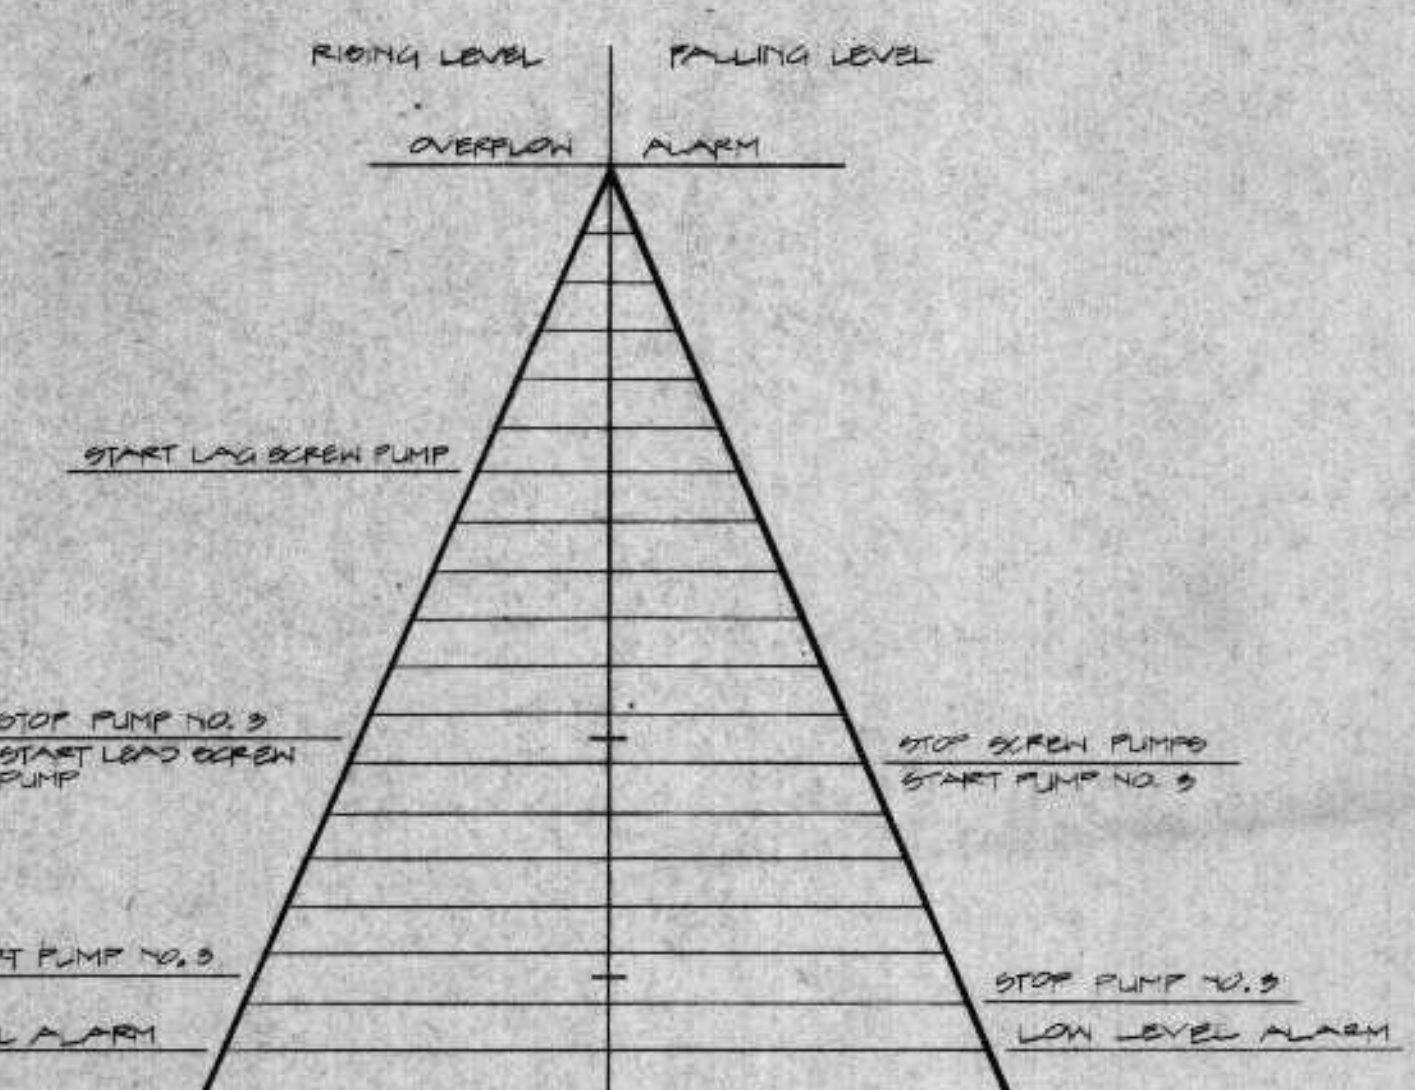 RISING LEVEL
FALLING LEVEL
OVERFLOW ALARM
START LAG SCREW PUMP
STOP PUMP NO. 3
START LEAD SCREW
PUMP
STOP SCREW PUMPS
START PUMP NO. 3
PUMP NO. 3
STOP PUMP NO. 3
ALARM
LOW LEVEL ALARM